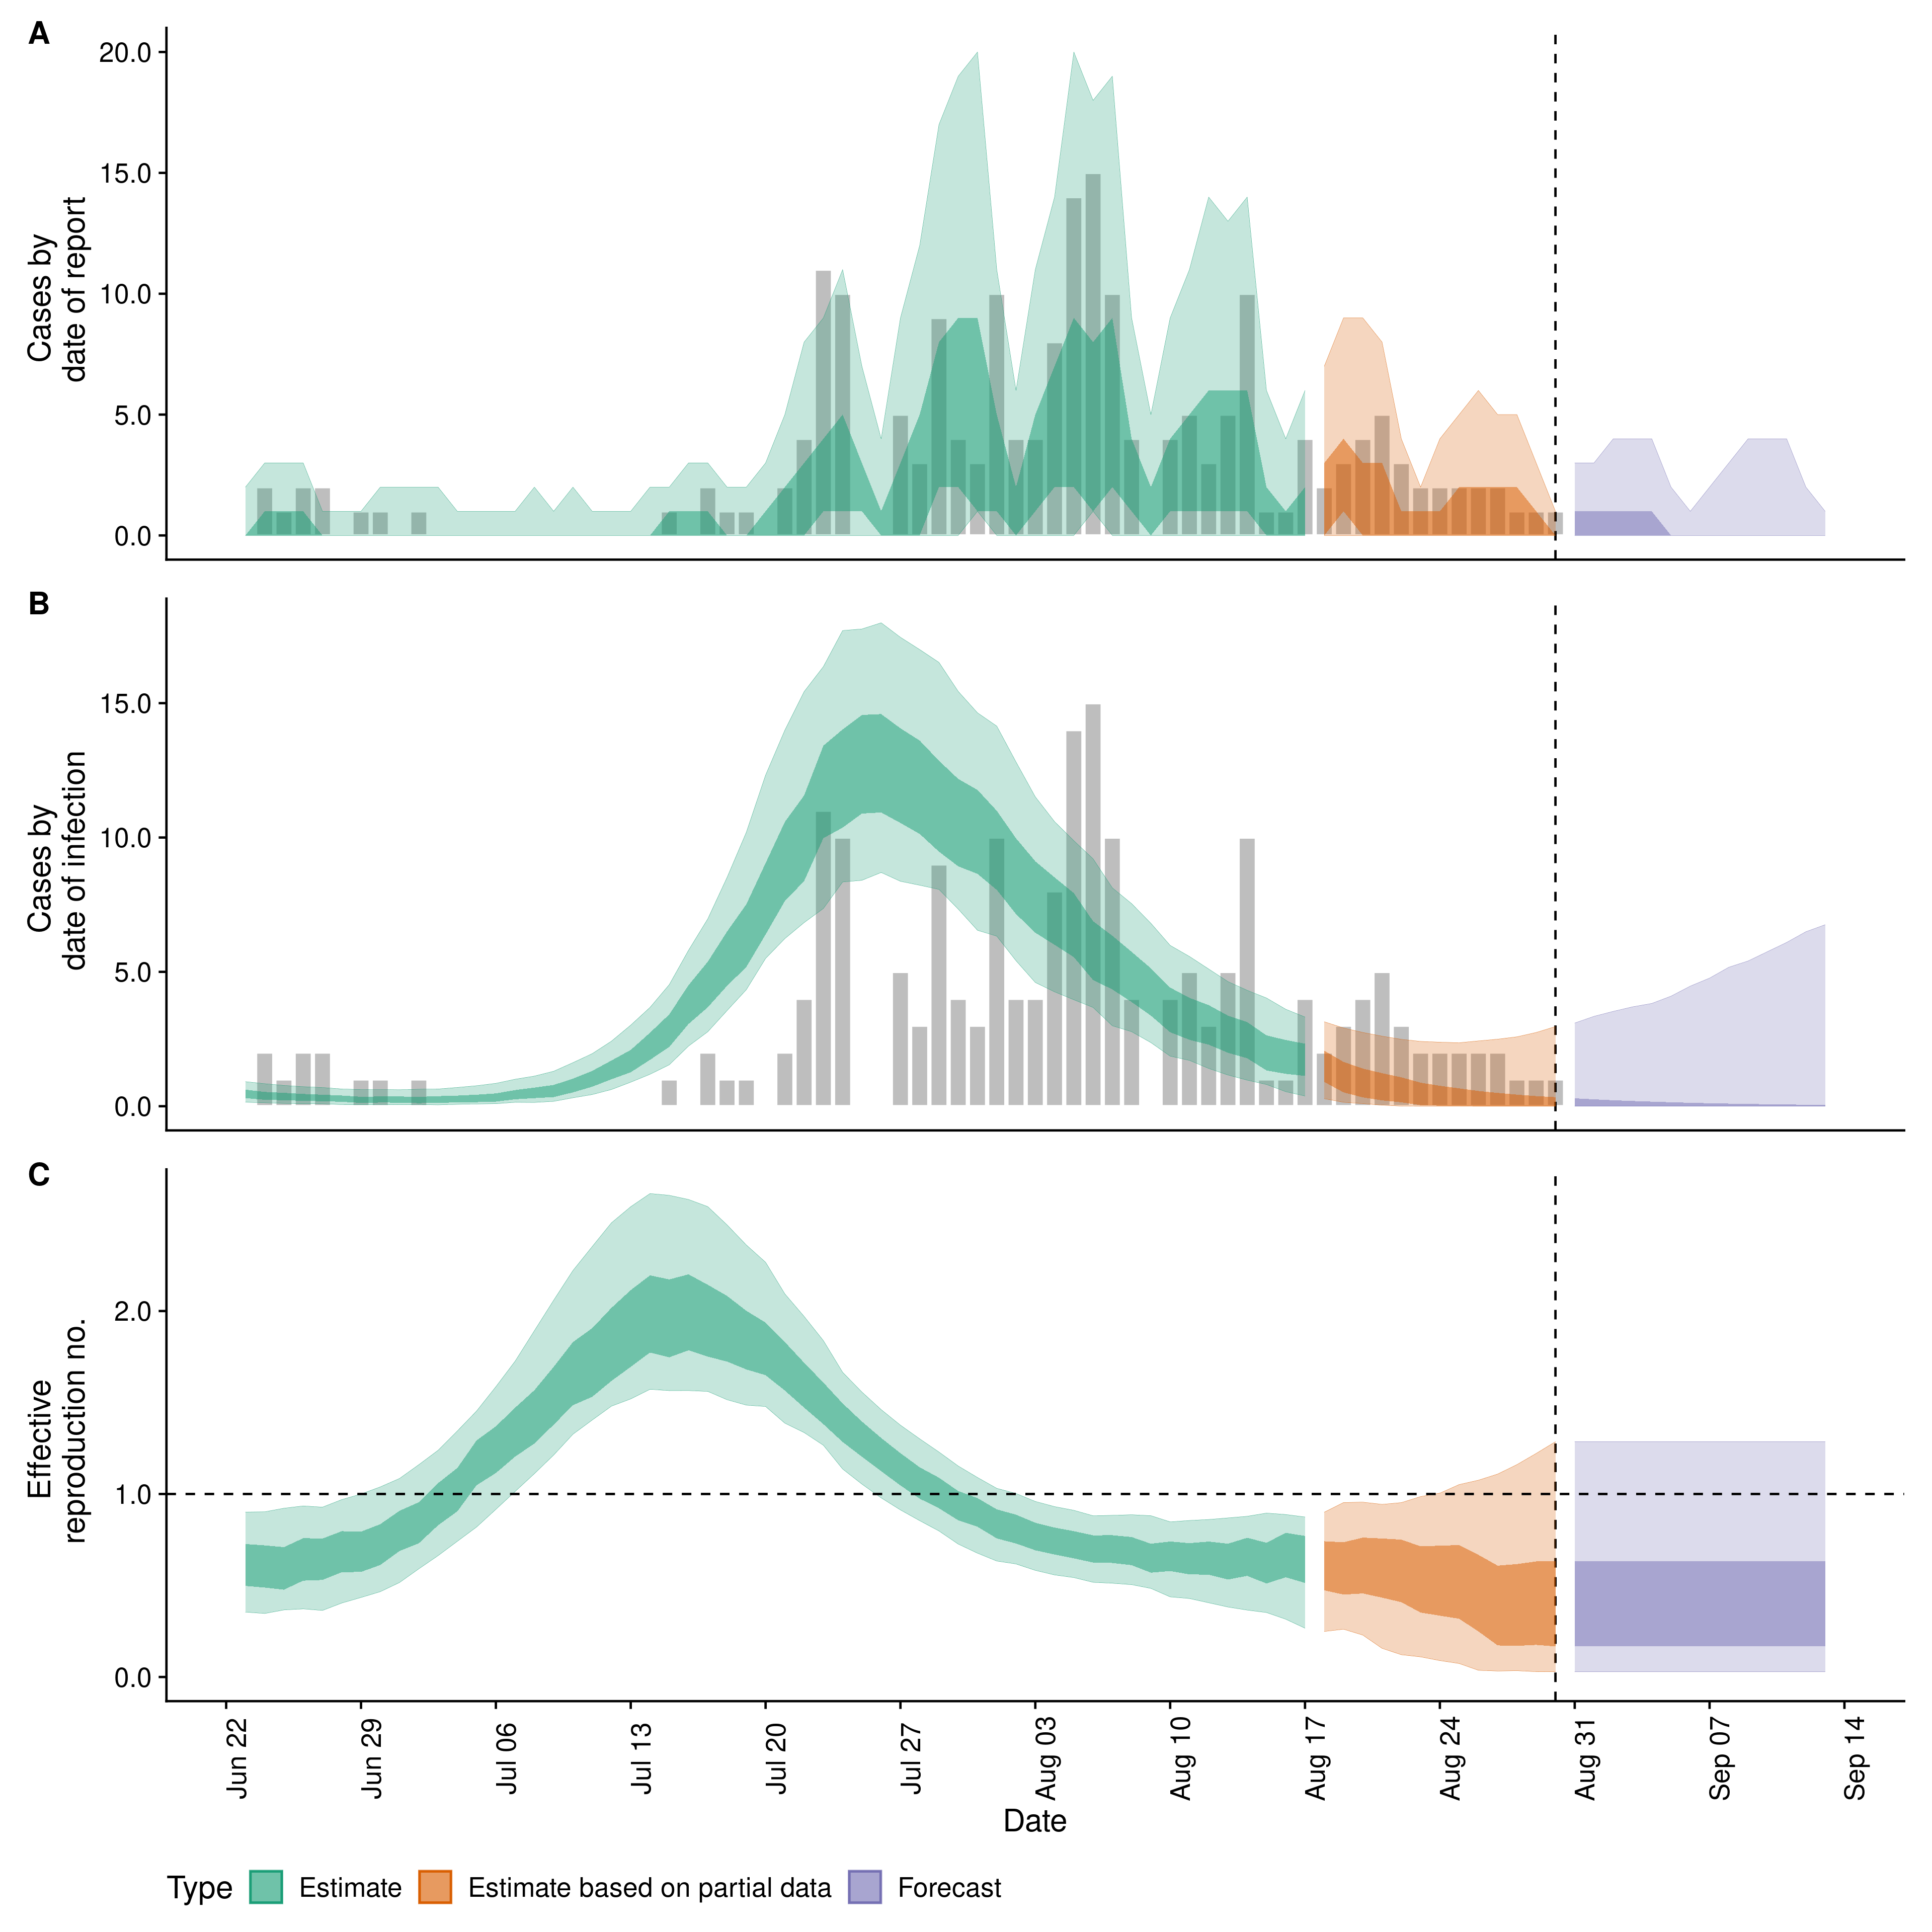 A
20.0
15.0
10.0
5.0
0.0
Cases by
date of report
B
15.0
10.0
5.0
0.0
Cases by
date of infection
C
2.0
1.0
0.0
Effective
reproduction no.
Jun 22
Jun 29
Jul 06
Jul 13
Jul 20
Jul 27
Aug 03
Aug 10
Aug 17
Aug 24
Aug 31
Sep 07
Sep 14
Date
Type Estimate Estimate based on partial data Forecast